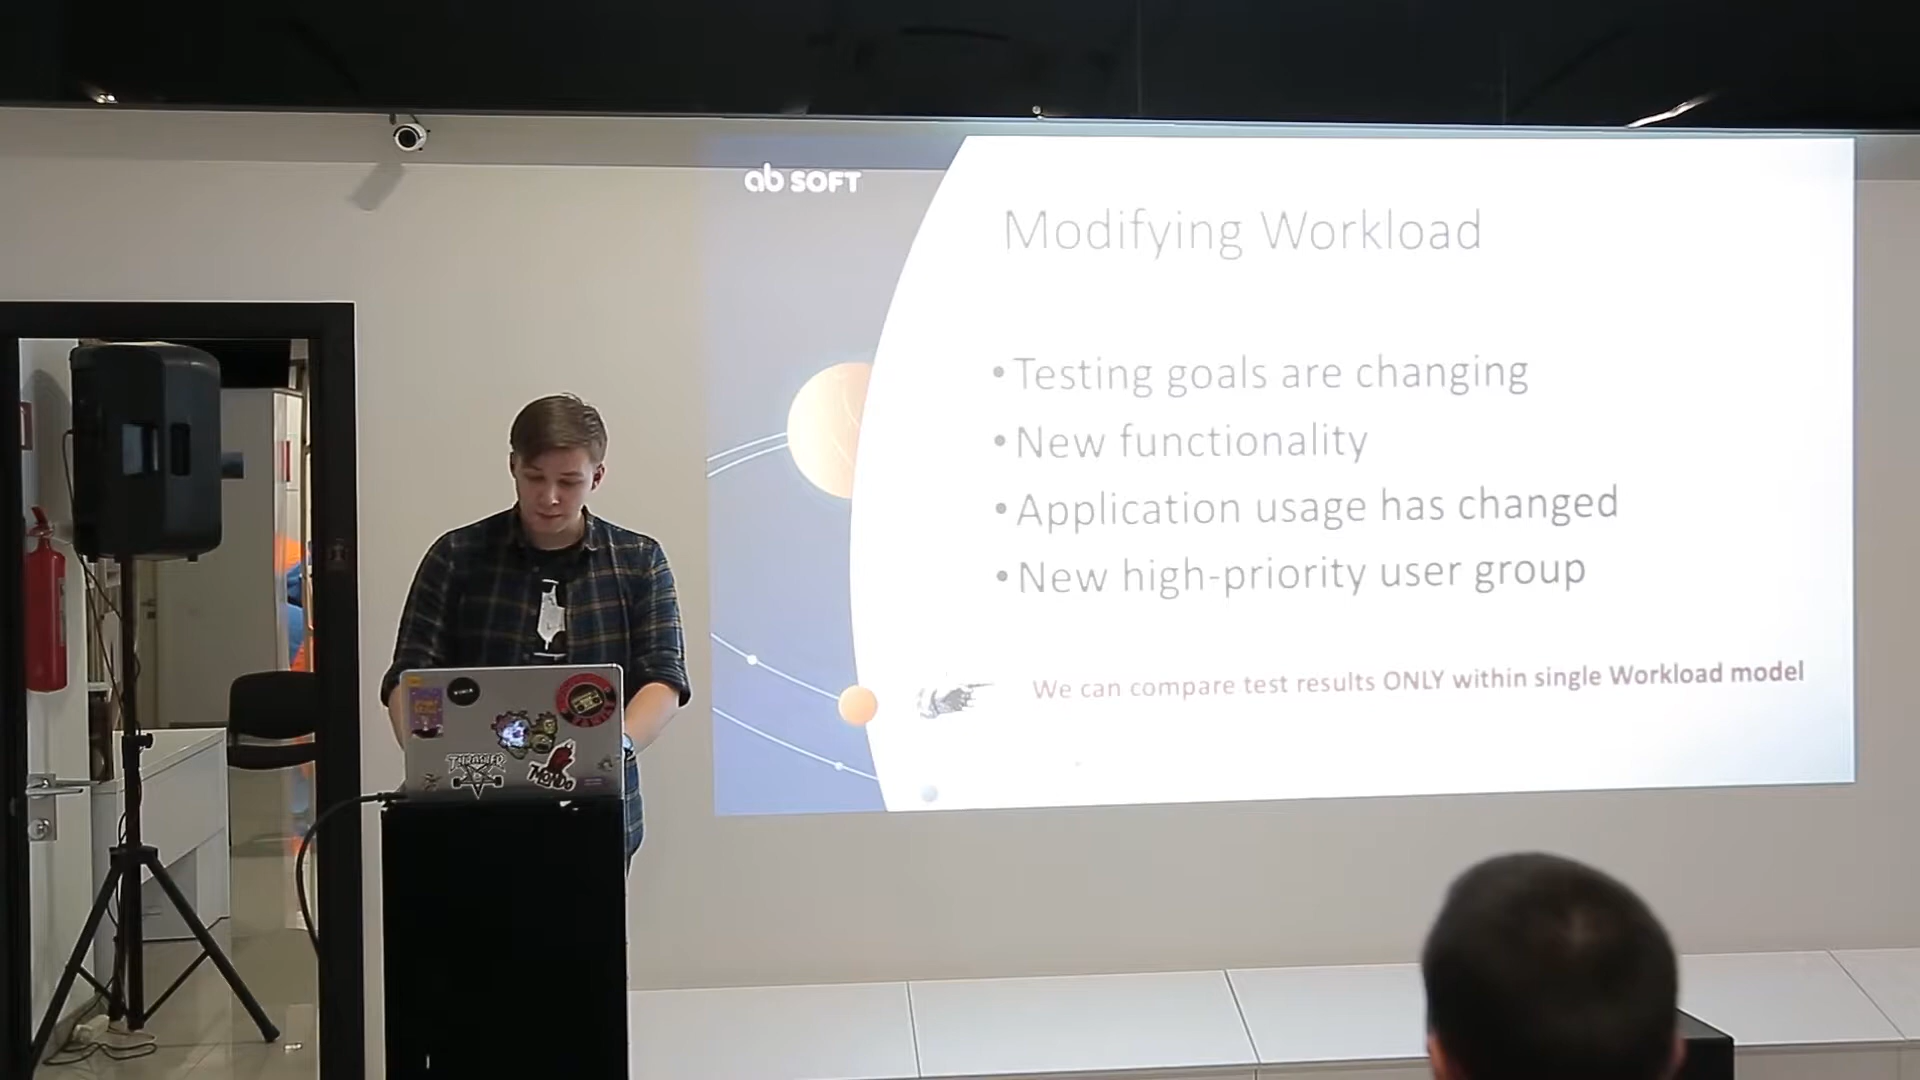 ab SOFT
Modifying Workload
• Testing goals are changing
• New functionality
• Application usage has changed
• New high-priority user group
We can compare test results ONLY within single Workload model
THRASHER